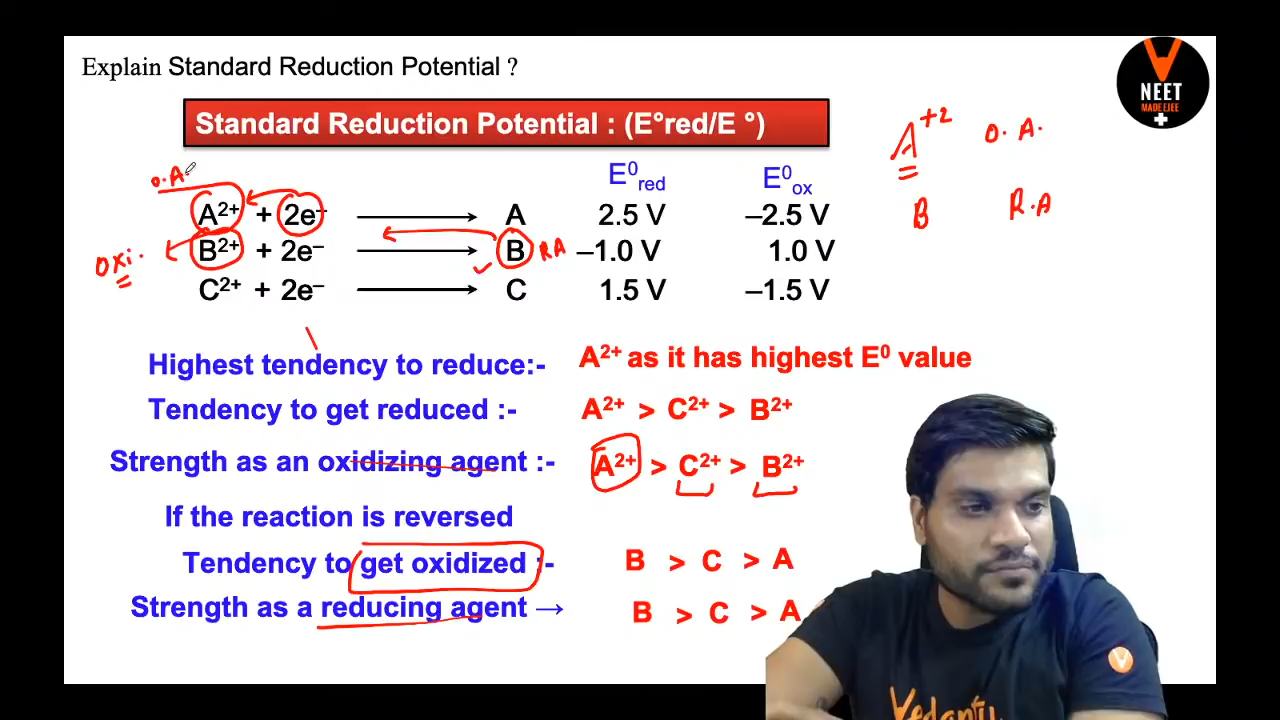 Explain Standard Reduction Potential ?
NEET
MADE EJEE
Standard Reduction Potential : (E°red/E °)
A+2 O. A.
B R.A
O.A
E0red E0ox
A2+ + 2e– A 2.5 V –2.5 V
oxi. B2+ + 2e– B RA –1.0 V 1.0 V
C2+ + 2e– C 1.5 V –1.5 V
Highest tendency to reduce:- A2+ as it has highest E0 value
Tendency to get reduced :- A2+ > C2+ > B2+
Strength as an oxidizing agent :- A2+ > C2+ > B2+
If the reaction is reversed
Tendency to get oxidized :- B > C > A
Strength as a reducing agent → B > C > A
Vedantu